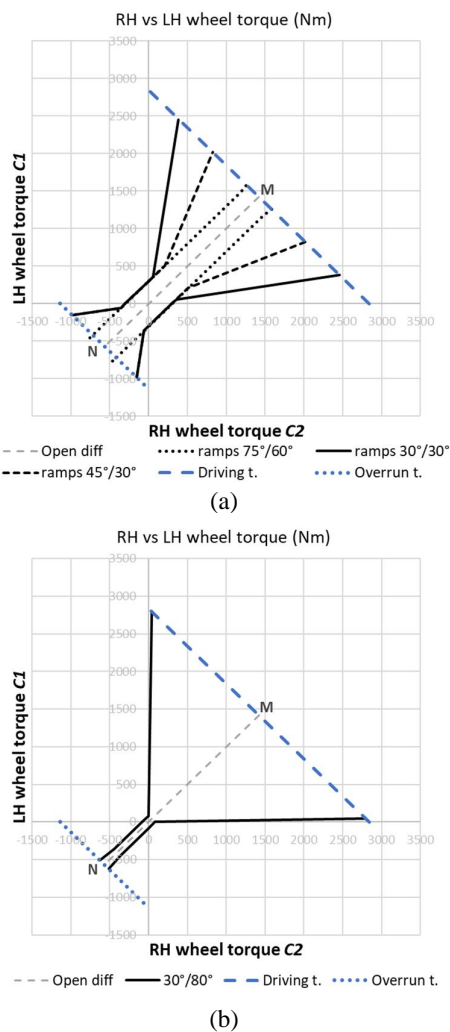 RH vs LH wheel torque (Nm)
3500
3000
2500
2000
1500
1000
500
0
-1500 -1000 -500 0 500 1000 1500 2000 2500 3000 3500
-500
-1000
-1500
LH wheel torque C1
M
N
RH wheel torque C2
Open diff ramps 75°/60° ramps 30°/30°
ramps 45°/30° Driving t. Overrun t.
(a)
RH vs LH wheel torque (Nm)
3500
3000
2500
2000
1500
1000
500
0
-1500 -1000 -500 0 500 1000 1500 2000 2500 3000 3500
-500
-1000
-1500
LH wheel torque C1
M
N
RH wheel torque C2
Open diff 30°/80° Driving t. Overrun t.
(b)